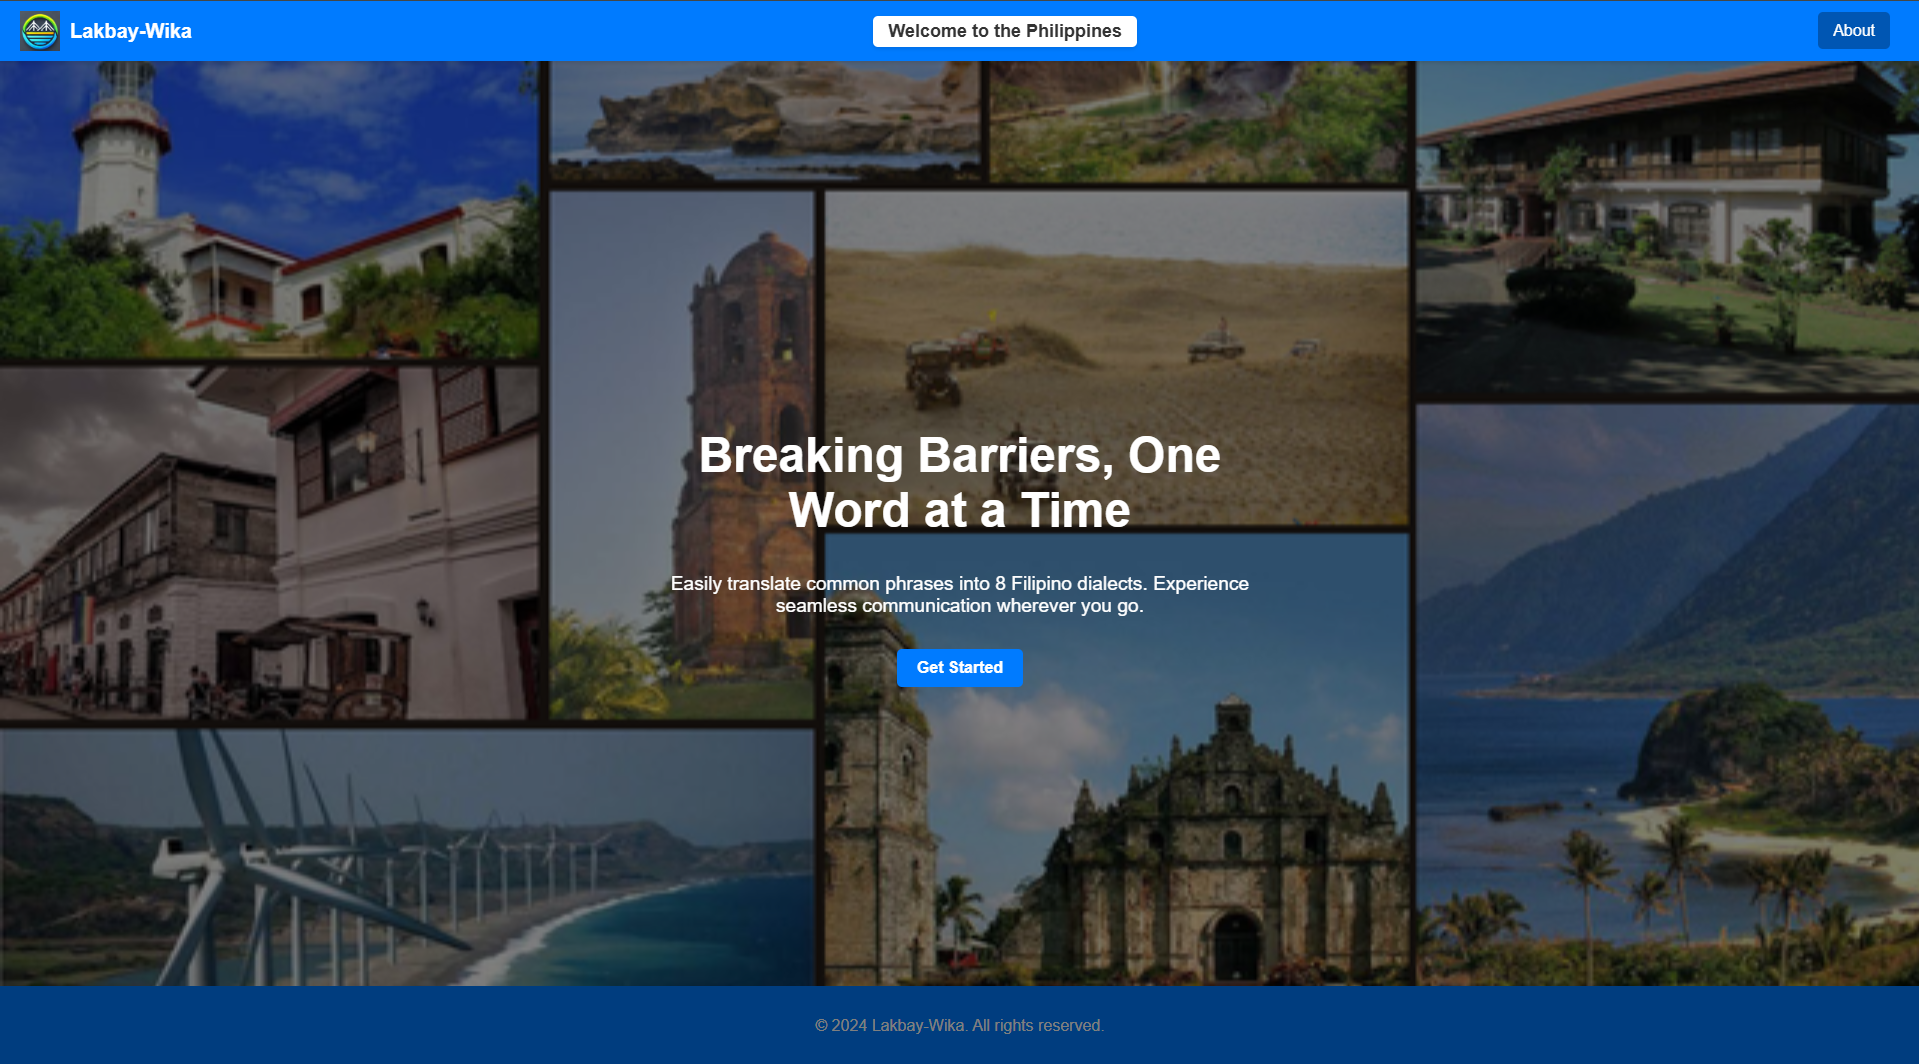 Lakbay-Wika
Welcome to the Philippines
About
Breaking Barriers, One
Word at a Time
Easily translate common phrases into 8 Filipino dialects. Experience
seamless communication wherever you go.
Get Started
© 2024 Lakbay-Wika. All rights reserved.